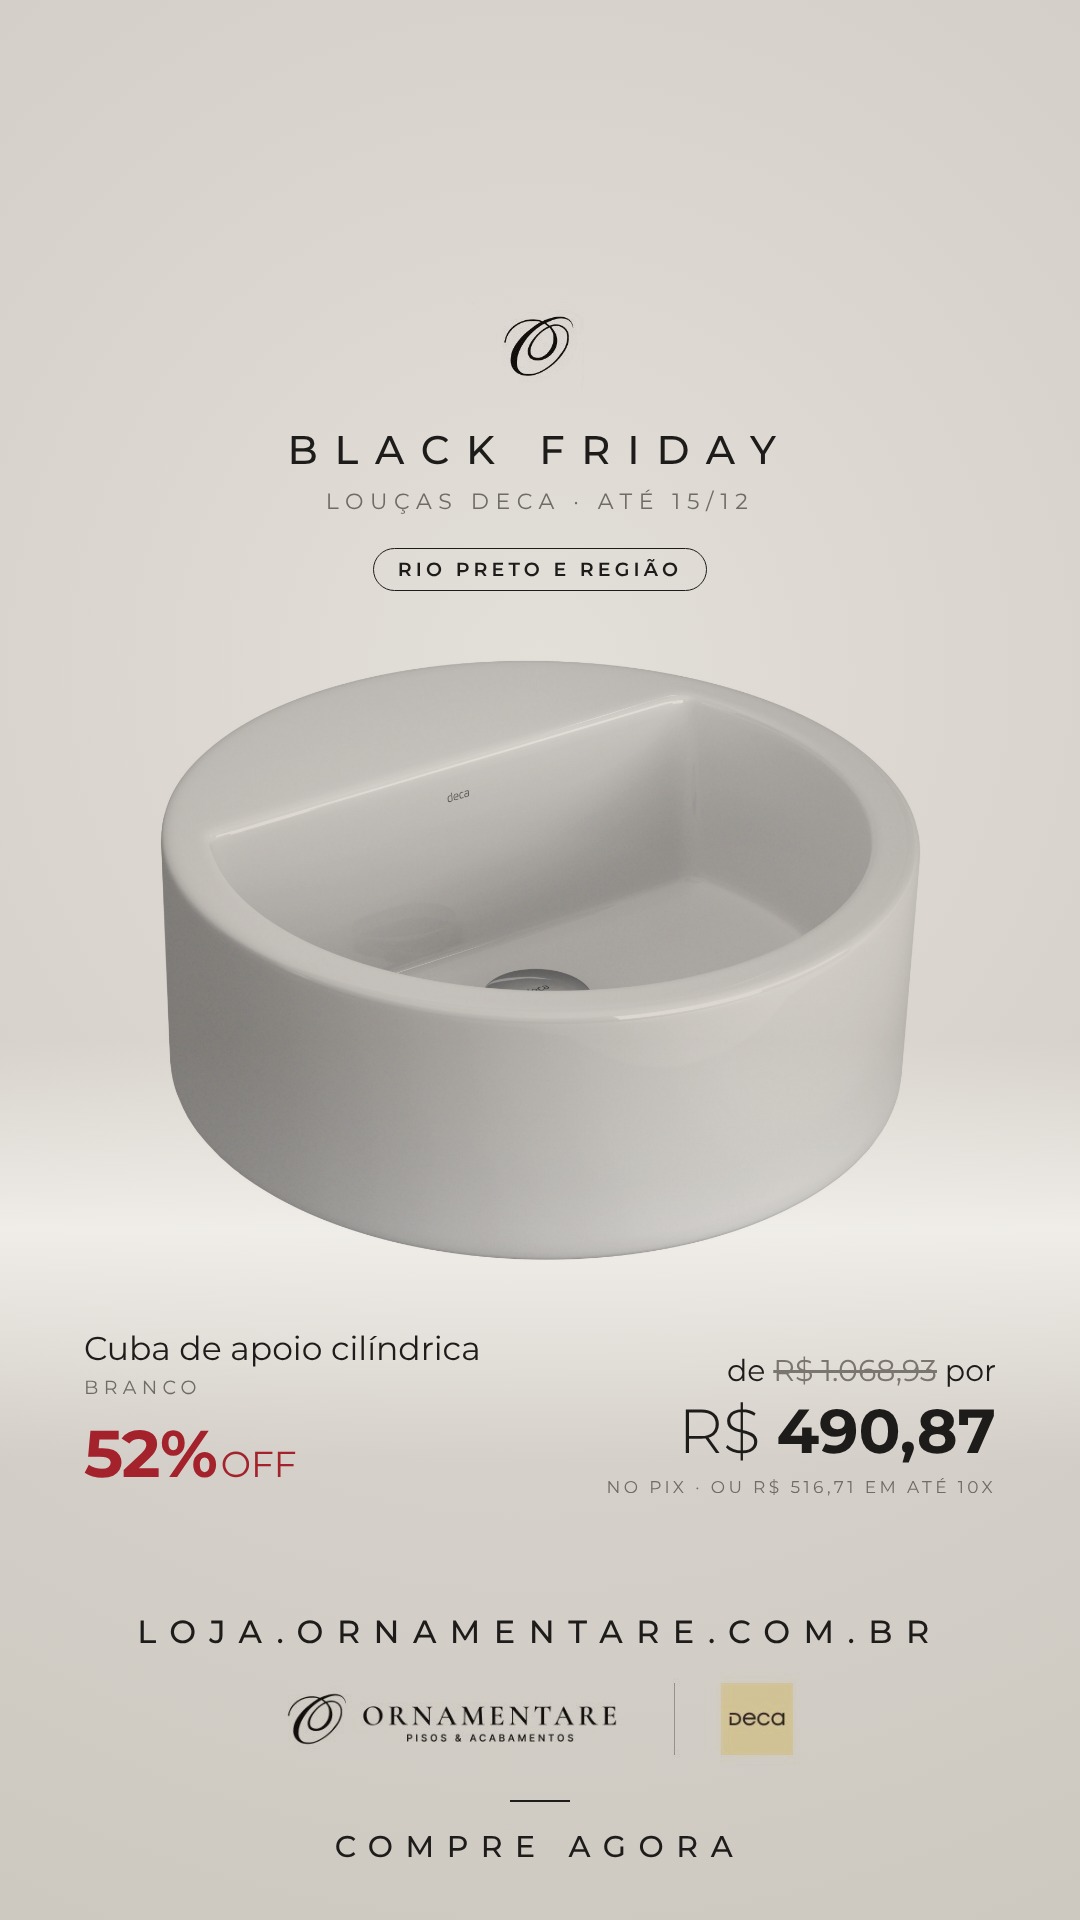 BLACK FRIDAY
LOUÇAS DECA · ATÉ 15/12
RIO PRETO E REGIÃO
deca
Cuba de apoio cilíndrica
BRANCO
52% OFF
de R$ 1.068,93 por
R$ 490,87
NO PIX · OU R$ 516,71 EM ATÉ 10X
LOJA.ORNAMENTARE.COM.BR
ORNAMENTARE
PISOS & ACABAMENTOS
Deca
COMPRE AGORA